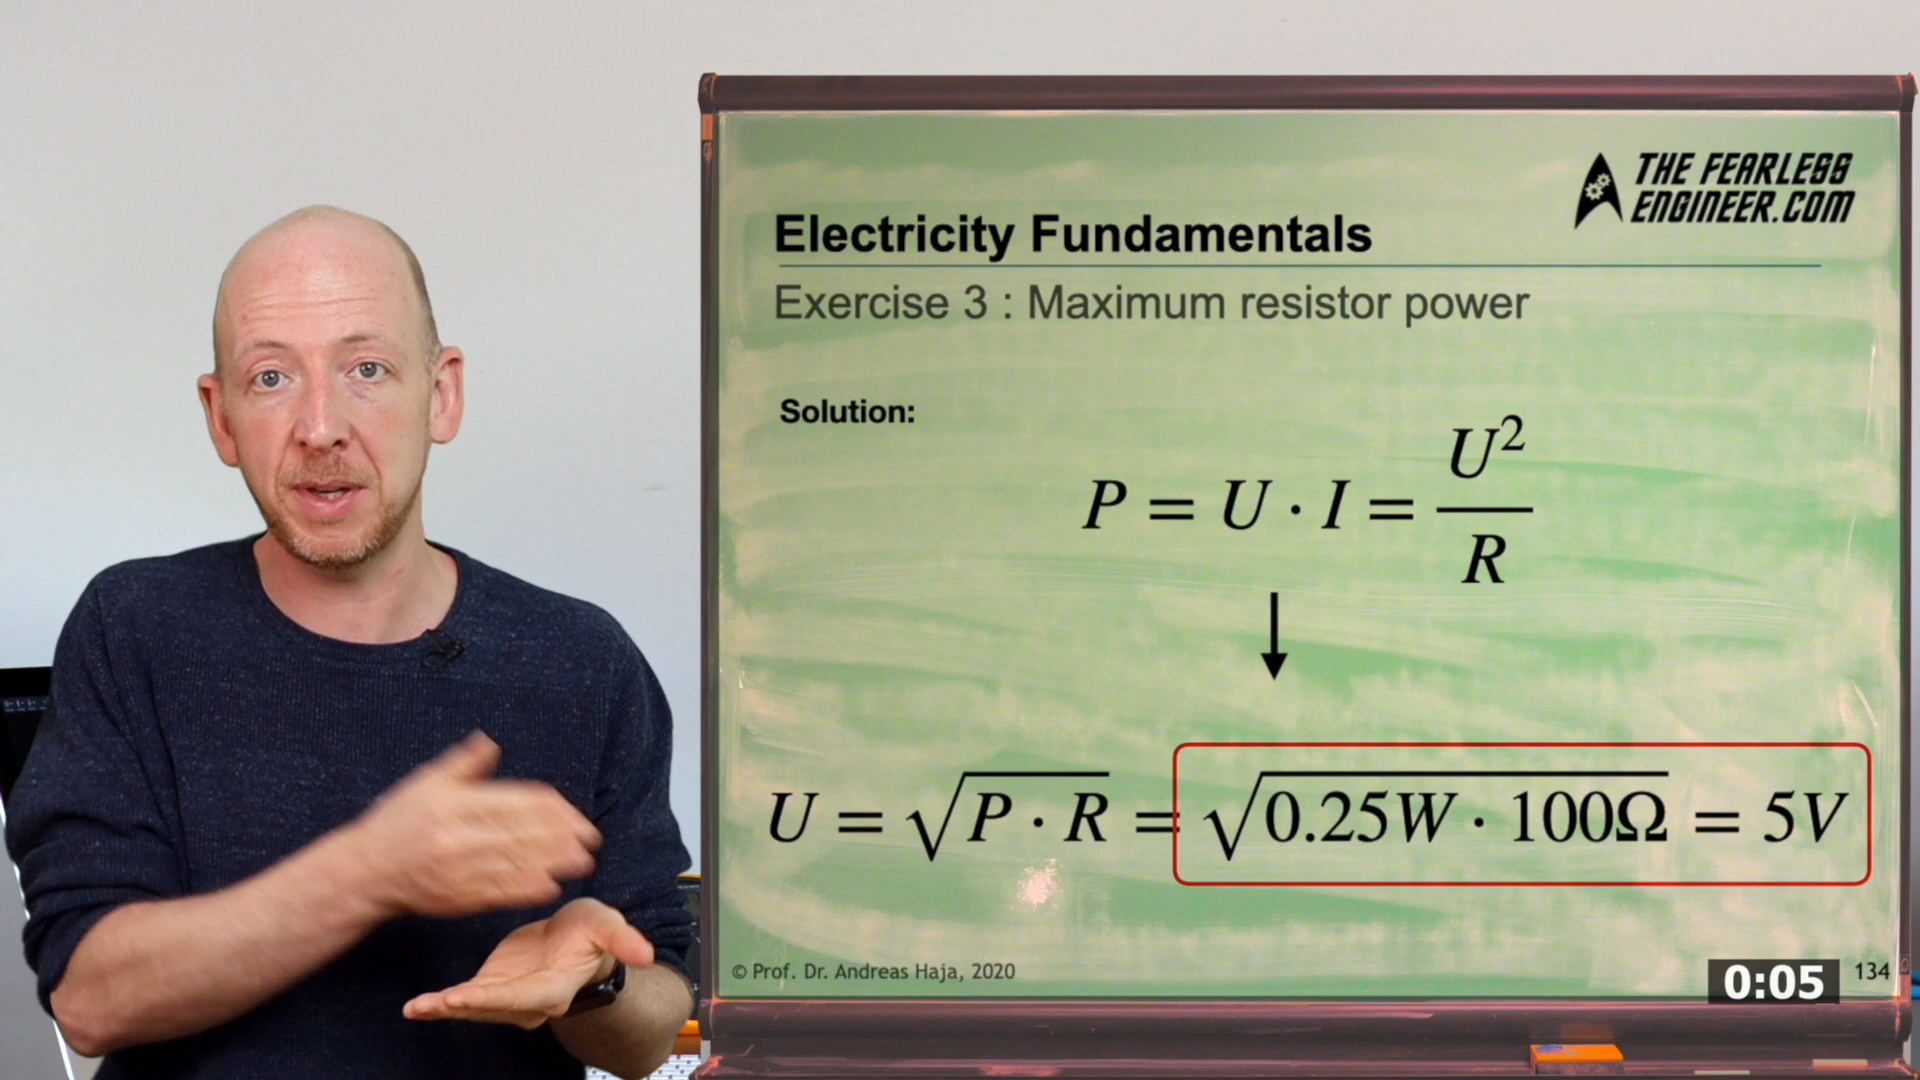 THE FEARLESS
ENGINEER.COM
Electricity Fundamentals
Exercise 3 : Maximum resistor power
Solution:
P = U · I = U² / R
U = √P · R = √0.25W · 100Ω = 5V
© Prof. Dr. Andreas Haja, 2020
0:05
134